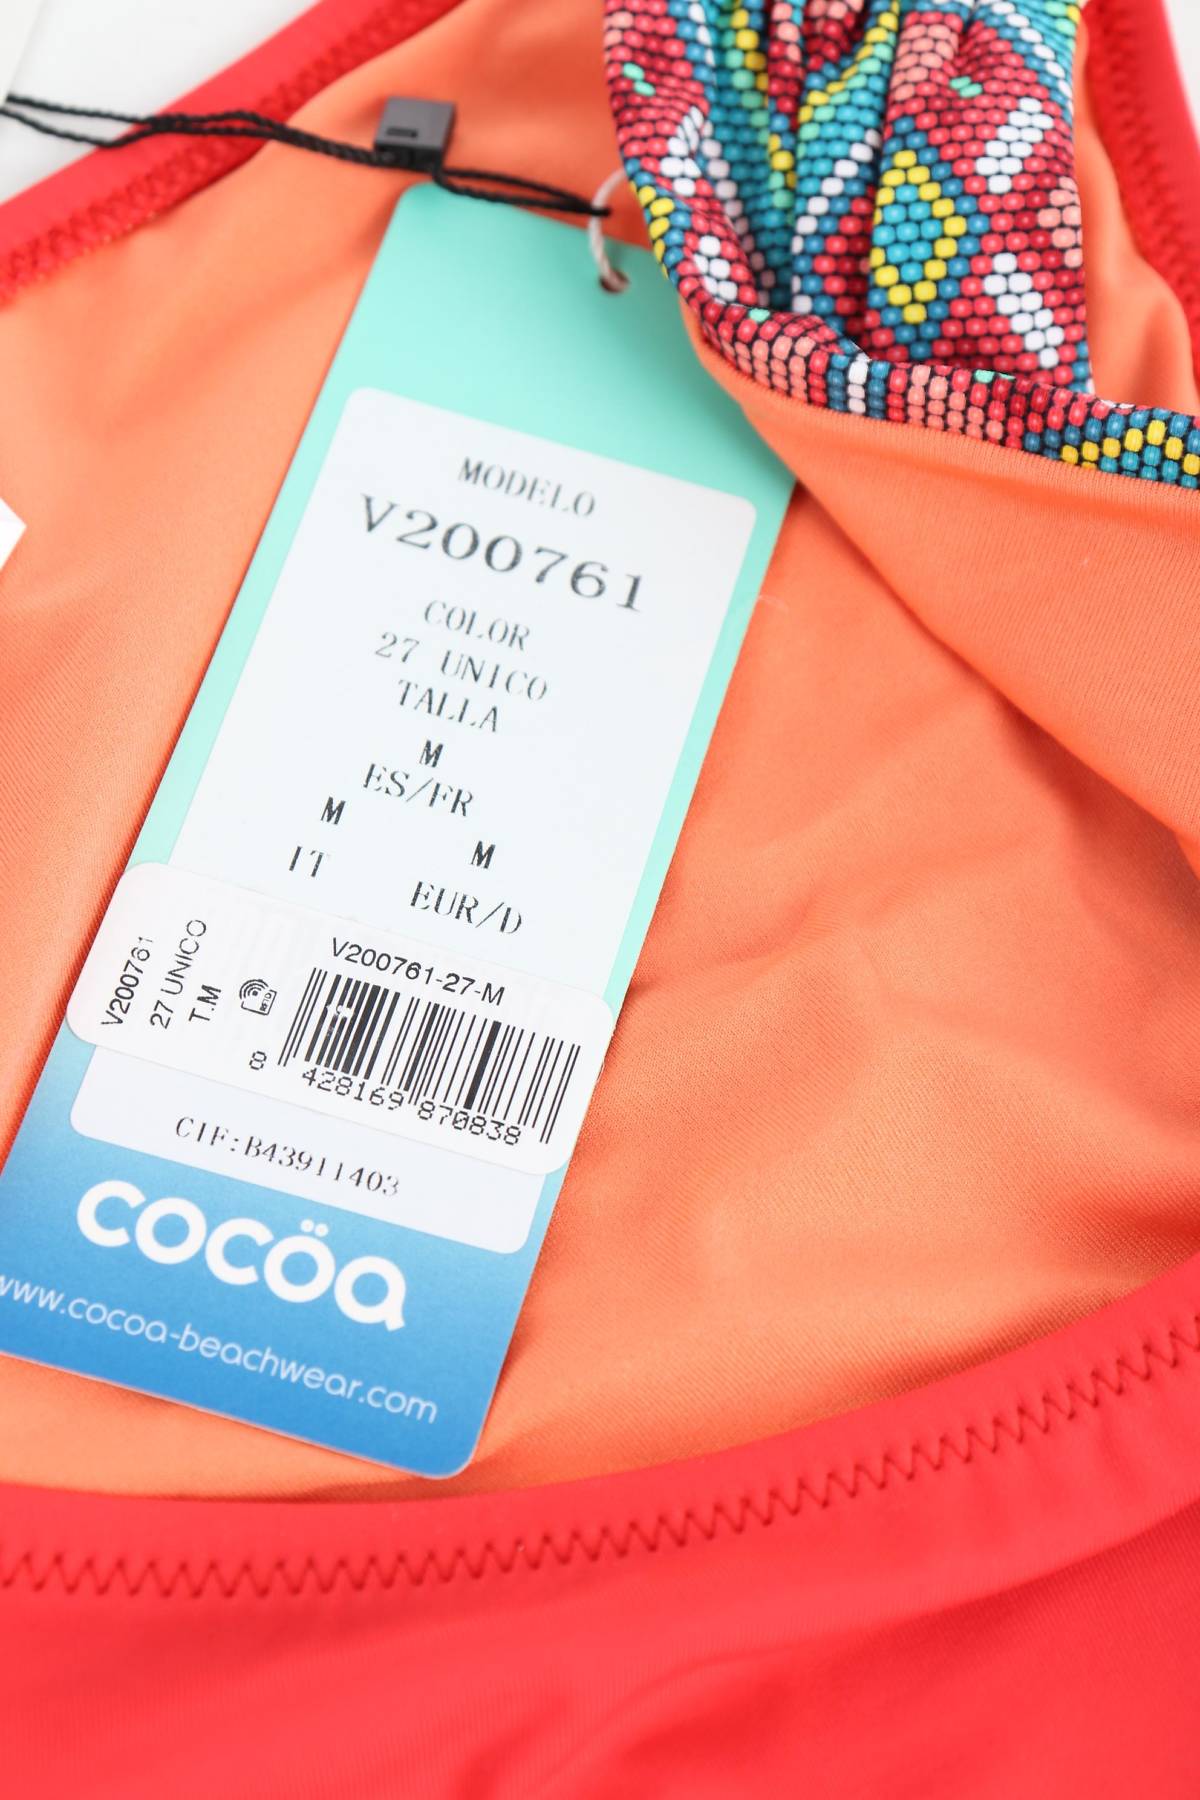 MODELO
V200761
COLOR
27 UNICO
TALLA
M
ES/FR
M M
IT EUR/D
V200761
27 UNICO
T.M
V200761-27-M
8 428169 870838
CIF:B43911403
cocöa
www.cocoa-beachwear.com